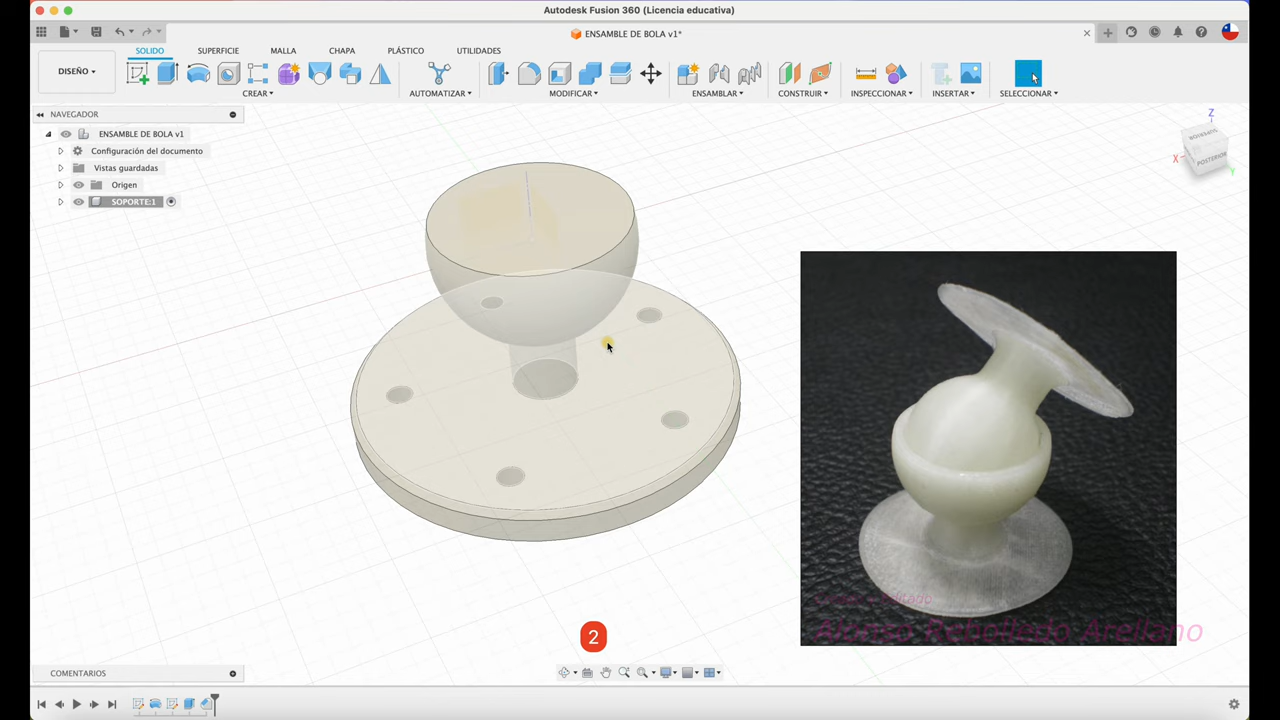 Autodesk Fusion 360 (Licencia educativa)
ENSAMBLE DE BOLA v1*
SOLIDO SUPERFICIE MALLA CHAPA PLÁSTICO UTILIDADES
DISEÑO
CREAR AUTOMATIZAR MODIFICAR ENSAMBLAR CONSTRUIR INSPECCIONAR INSERTAR SELECCIONAR
NAVEGADOR
ENSAMBLE DE BOLA v1
Configuración del documento
Vistas guardadas
Origen
SOPORTE:1
Z
POSTERIOR
X
Y
Alonso Rebolledo Arellano
2
COMENTARIOS